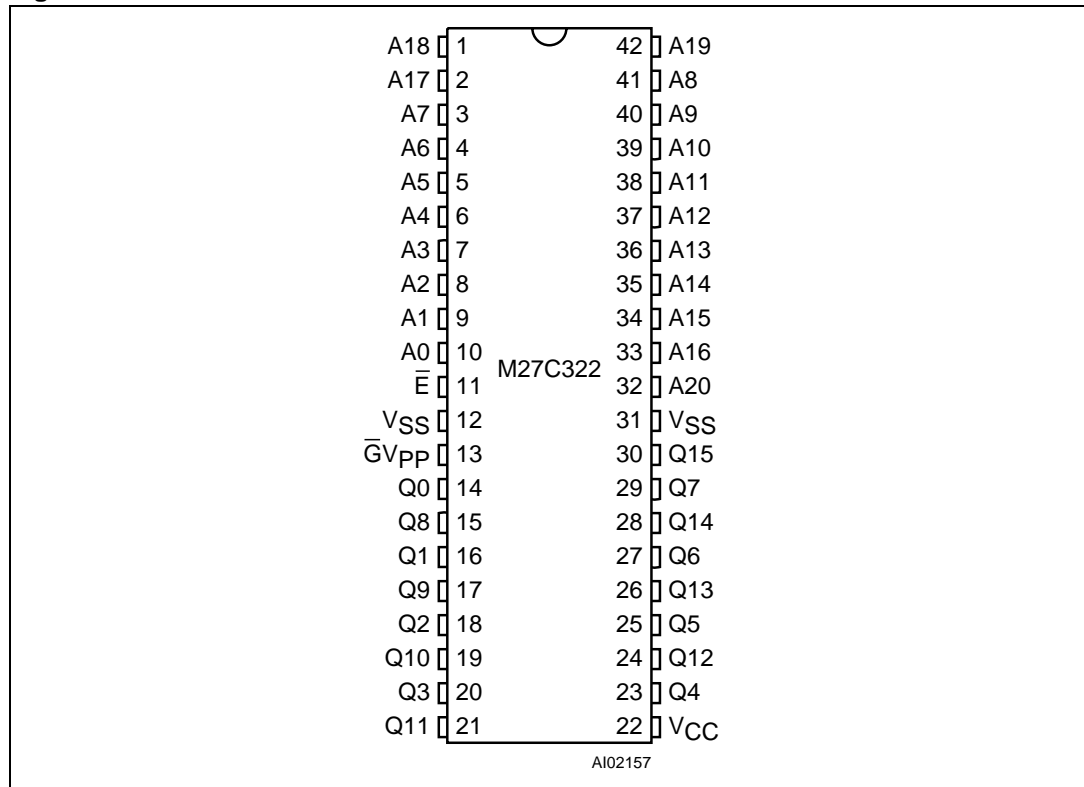 A18 1 42 A19
A17 2 41 A8
A7 3 40 A9
A6 4 39 A10
A5 5 38 A11
A4 6 37 A12
A3 7 36 A13
A2 8 35 A14
A1 9 34 A15
A0 10 33 A16
M27C322
E̅ 11 32 A20
VSS 12 31 VSS
G̅VPP 13 30 Q15
Q0 14 29 Q7
Q8 15 28 Q14
Q1 16 27 Q6
Q9 17 26 Q13
Q2 18 25 Q5
Q10 19 24 Q12
Q3 20 23 Q4
Q11 21 22 VCC
AI02157